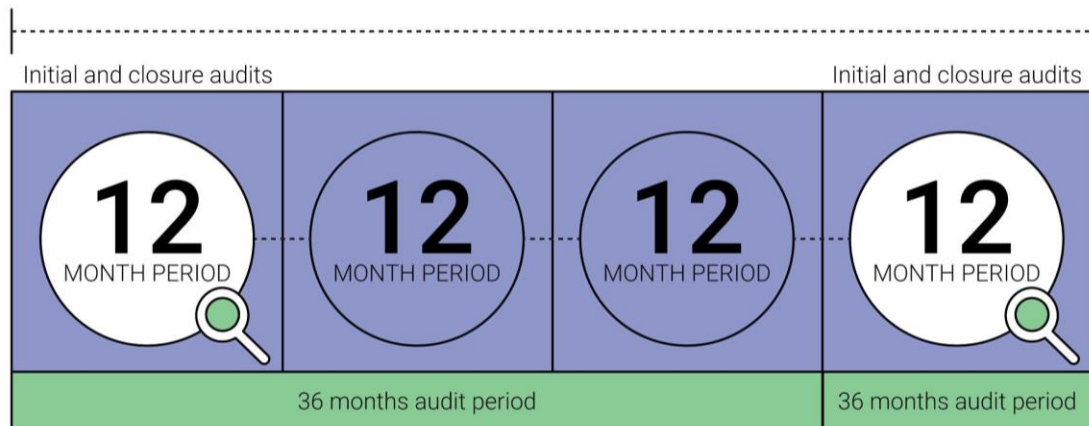 Initial and closure audits
Initial and closure audits
12
MONTH PERIOD
12
MONTH PERIOD
12
MONTH PERIOD
12
MONTH PERIOD
36 months audit period
36 months audit period